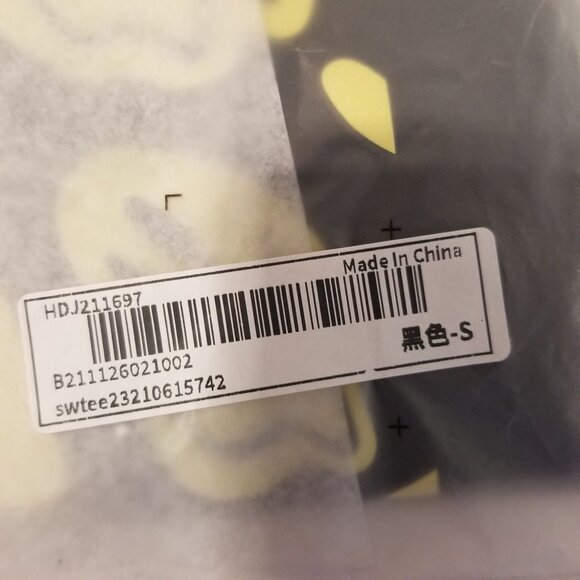 HDJ211697
Made In China
B211126021002
黑色-S
swtee23210615742